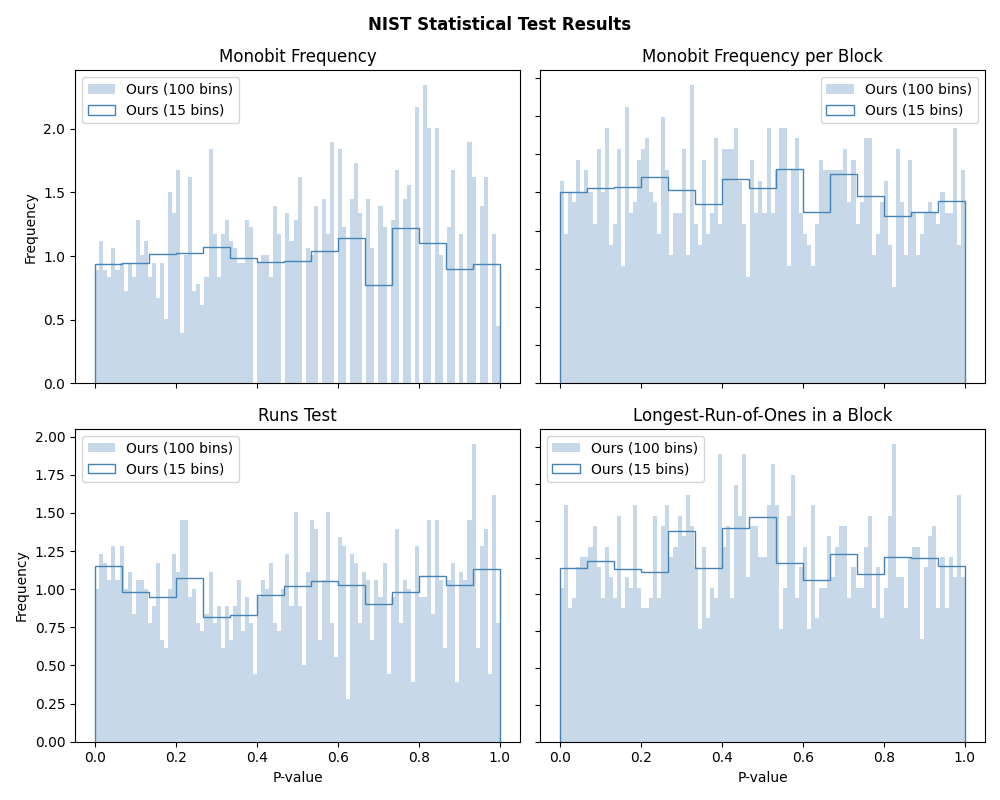 NIST Statistical Test Results
Monobit Frequency
Monobit Frequency per Block
Ours (100 bins)
Ours (15 bins)
Ours (100 bins)
Ours (15 bins)
Frequency
2.0
1.5
1.0
0.5
0.0
Runs Test
Longest-Run-of-Ones in a Block
Ours (100 bins)
Ours (15 bins)
Ours (100 bins)
Ours (15 bins)
Frequency
2.00
1.75
1.50
1.25
1.00
0.75
0.50
0.25
0.00
0.0 0.2 0.4 0.6 0.8 1.0
0.0 0.2 0.4 0.6 0.8 1.0
P-value
P-value